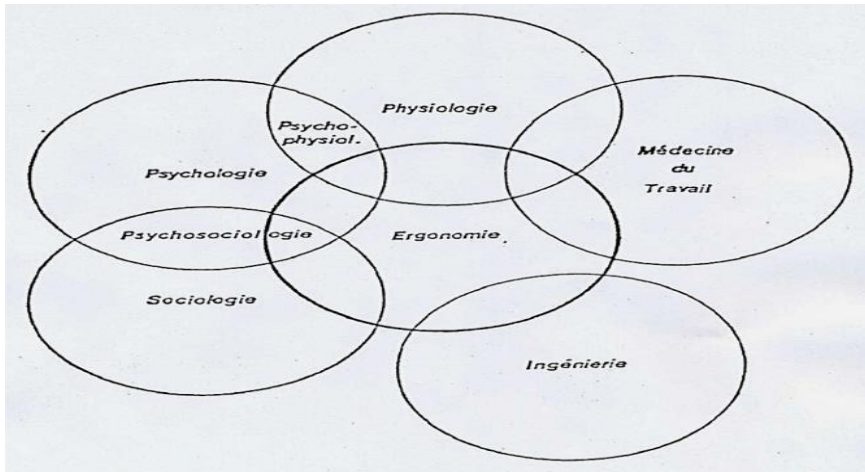 Physiologie
Psycho-
physiol.
Médecine
du
Travail
Psychologie
Psychosociologie
Ergonomie
Sociologie
Ingénierie